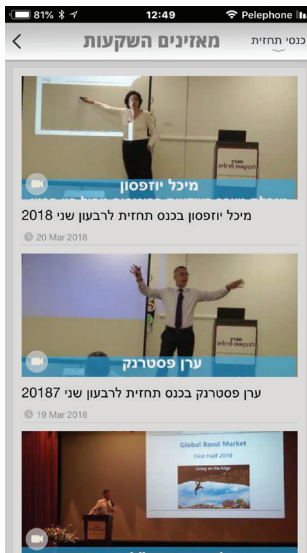 81% 12:49 Pelephone
מאזינים השקעות
כנסי תחזית
מיכל יוזפסון
מיכל יוזפסון בכנס תחזית לרבעון שני 2018
20 Mar 2018
ערן פסטרנק
ערן פסטרנק בכנס תחזית לרבעון שני 20187
19 Mar 2018
Global Bond Market
First Half 2018
Living on the Edge